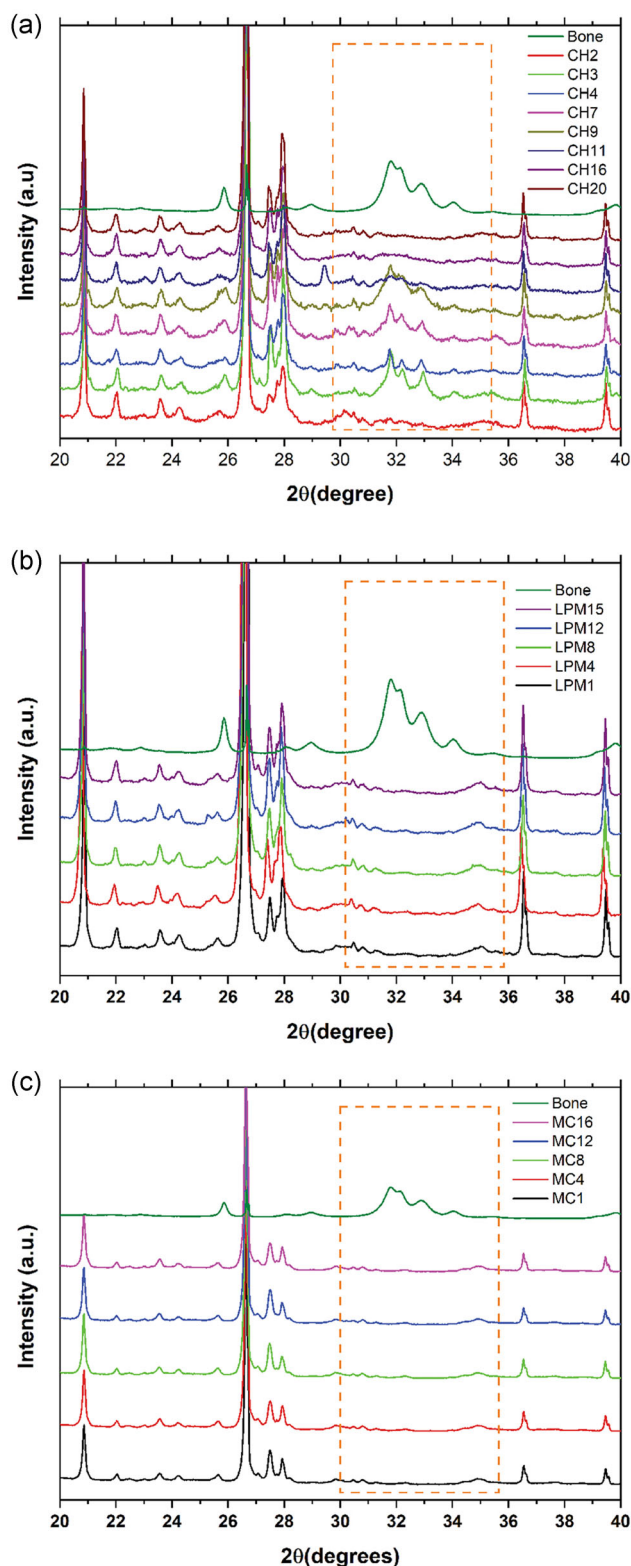 (a)
Bone
CH2
CH3
CH4
CH7
CH9
CH11
CH16
CH20
Intensity (a.u)
20 22 24 26 28 30 32 34 36 38 40
2θ(degree)
(b)
Bone
LPM15
LPM12
LPM8
LPM4
LPM1
Intensity (a.u.)
20 22 24 26 28 30 32 34 36 38 40
2θ(degree)
(c)
Bone
MC16
MC12
MC8
MC4
MC1
Intensity (a.u.)
20 22 24 26 28 30 32 34 36 38 40
2θ(degrees)